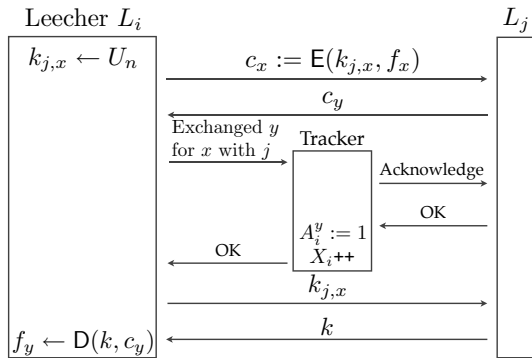 Leecher $L_i$
$L_j$
$k_{j,x} \leftarrow U_n$
$c_x := \mathsf{E}(k_{j,x}, f_x)$
$c_y$
Exchanged $y$
for $x$ with $j$
Tracker
Acknowledge
OK
$A_i^y := 1$
$X_i$++
OK
$k_{j,x}$
$k$
$f_y \leftarrow \mathsf{D}(k, c_y)$